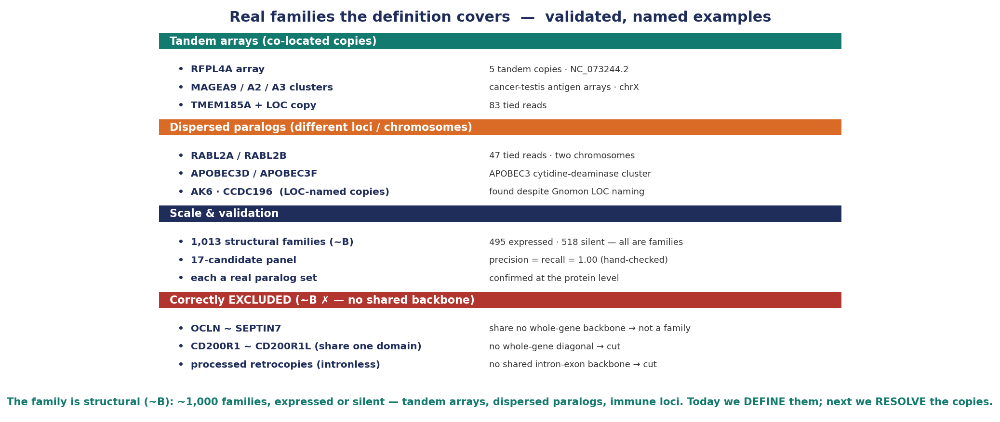 Real families the definition covers — validated, named examples
Tandem arrays (co-located copies)
• RFPL4A array 5 tandem copies · NC_073244.2
• MAGEA9 / A2 / A3 clusters cancer-testis antigen arrays · chrX
• TMEM185A + LOC copy 83 tied reads
Dispersed paralogs (different loci / chromosomes)
• RABL2A / RABL2B 47 tied reads · two chromosomes
• APOBEC3D / APOBEC3F APOBEC3 cytidine-deaminase cluster
• AK6 · CCDC196 (LOC-named copies) found despite Gnomon LOC naming
Scale & validation
• 1,013 structural families (~B) 495 expressed · 518 silent — all are families
• 17-candidate panel precision = recall = 1.00 (hand-checked)
• each a real paralog set confirmed at the protein level
Correctly EXCLUDED (~B ✗ — no shared backbone)
• OCLN ~ SEPTIN7 share no whole-gene backbone → not a family
• CD200R1 ~ CD200R1L (share one domain) no whole-gene diagonal → cut
• processed retrocopies (intronless) no shared intron-exon backbone → cut
The family is structural (~B): ~1,000 families, expressed or silent — tandem arrays, dispersed paralogs, immune loci. Today we DEFINE them; next we RESOLVE the copies.